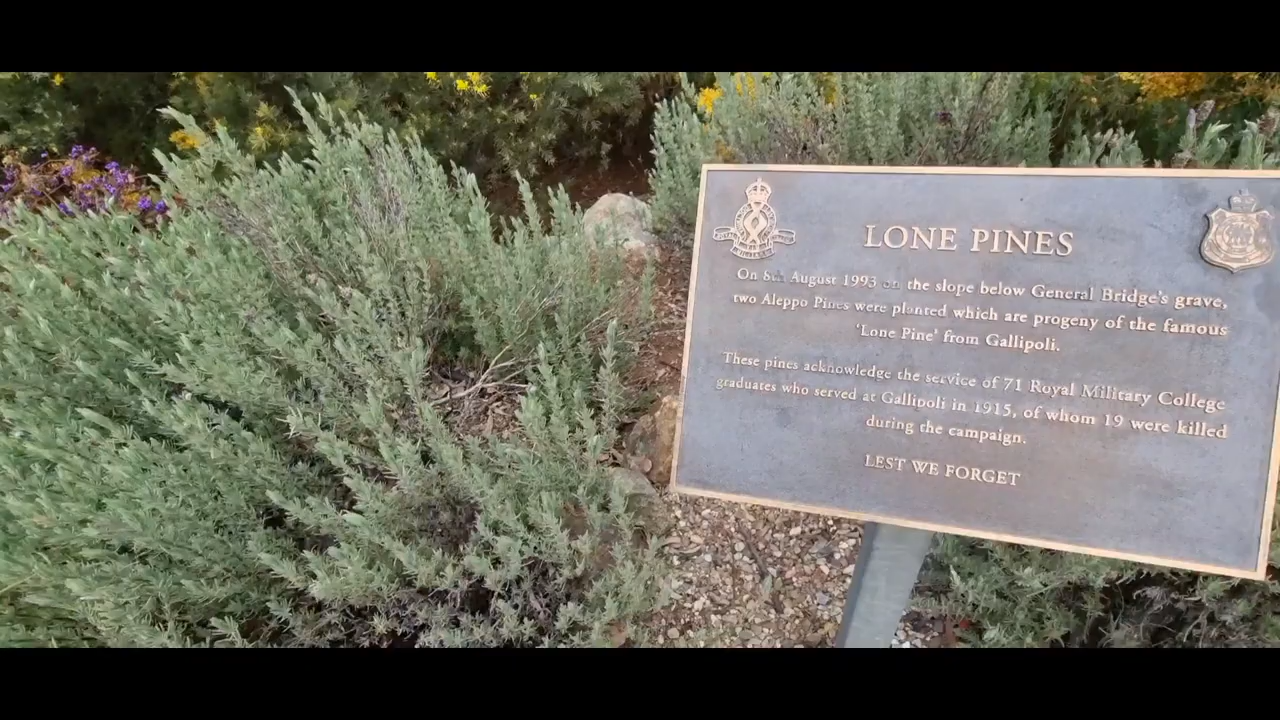 LONE PINES
On 8th August 1993 on the slope below General Bridge's grave,
two Aleppo Pines were planted which are progeny of the famous
'Lone Pine' from Gallipoli.
These pines acknowledge the service of 71 Royal Military College
graduates who served at Gallipoli in 1915, of whom 19 were killed
during the campaign.
LEST WE FORGET